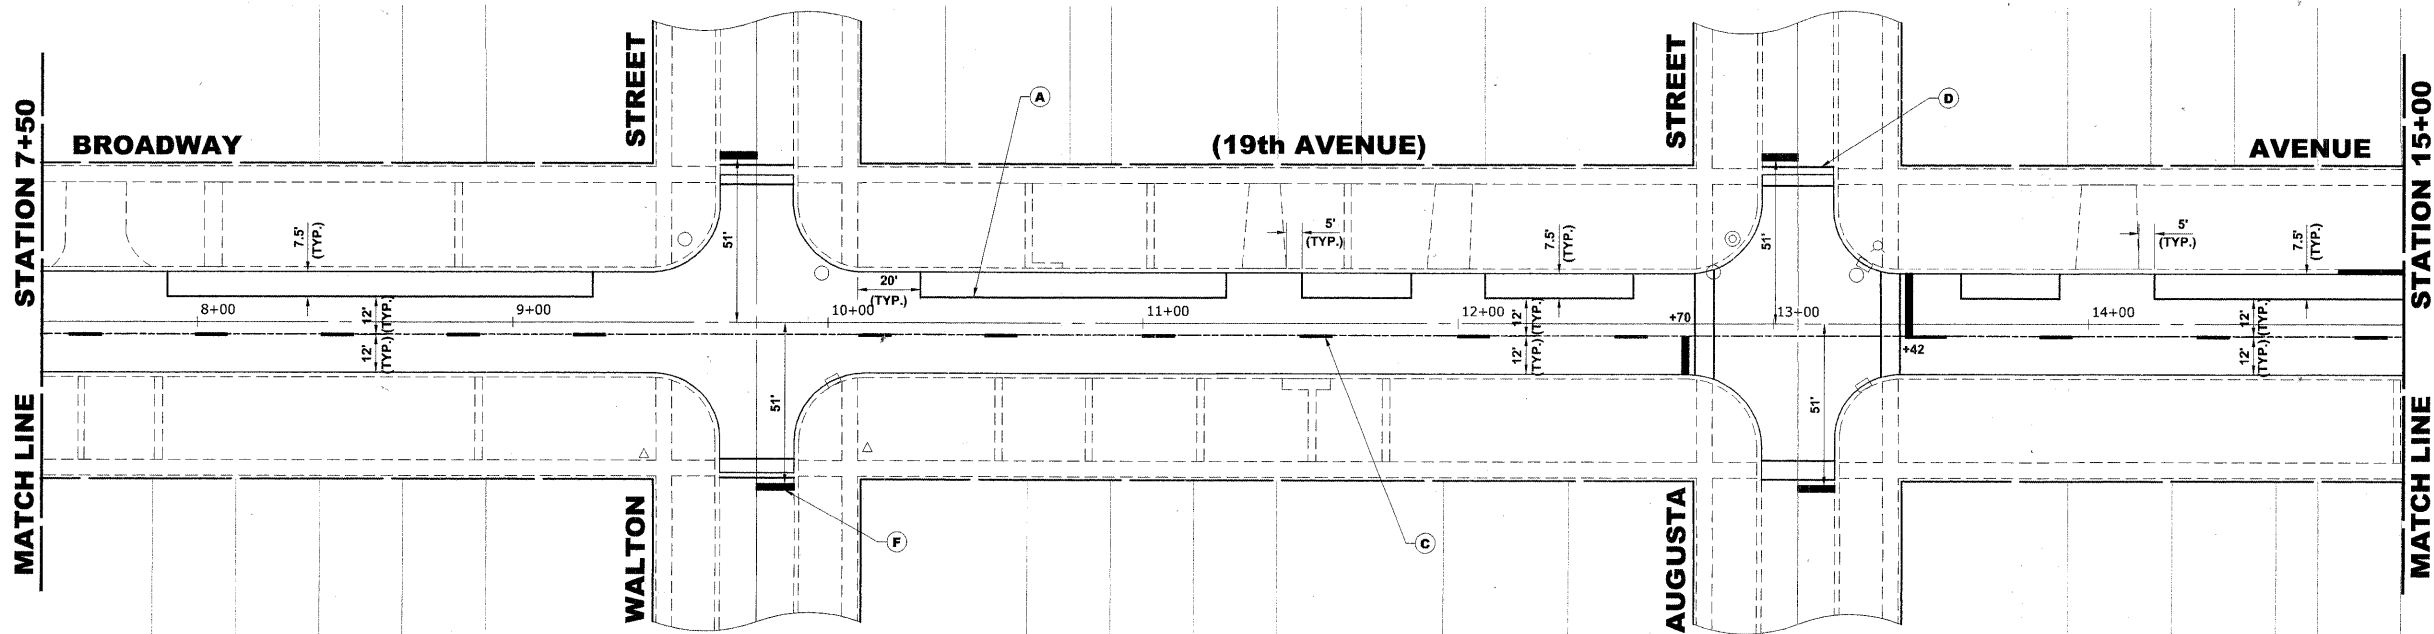 STATION 7+50
MATCH LINE
BROADWAY
STREET
WALTON
(19th AVENUE)
STREET
AUGUSTA
AVENUE
STATION 15+00
MATCH LINE
A
D
F
C
7.5'
(TYP.)
51'
20'
(TYP.)
5'
(TYP.)
7.5'
(TYP.)
51'
5'
(TYP.)
7.5'
(TYP.)
8+00
9+00
10+00
11+00
12+00
+70
13+00
14+00
+42
12'
(TYP.)
12'
(TYP.)
12'
(TYP.)
12'
(TYP.)
12'
(TYP.)
12'
(TYP.)
51'
51'